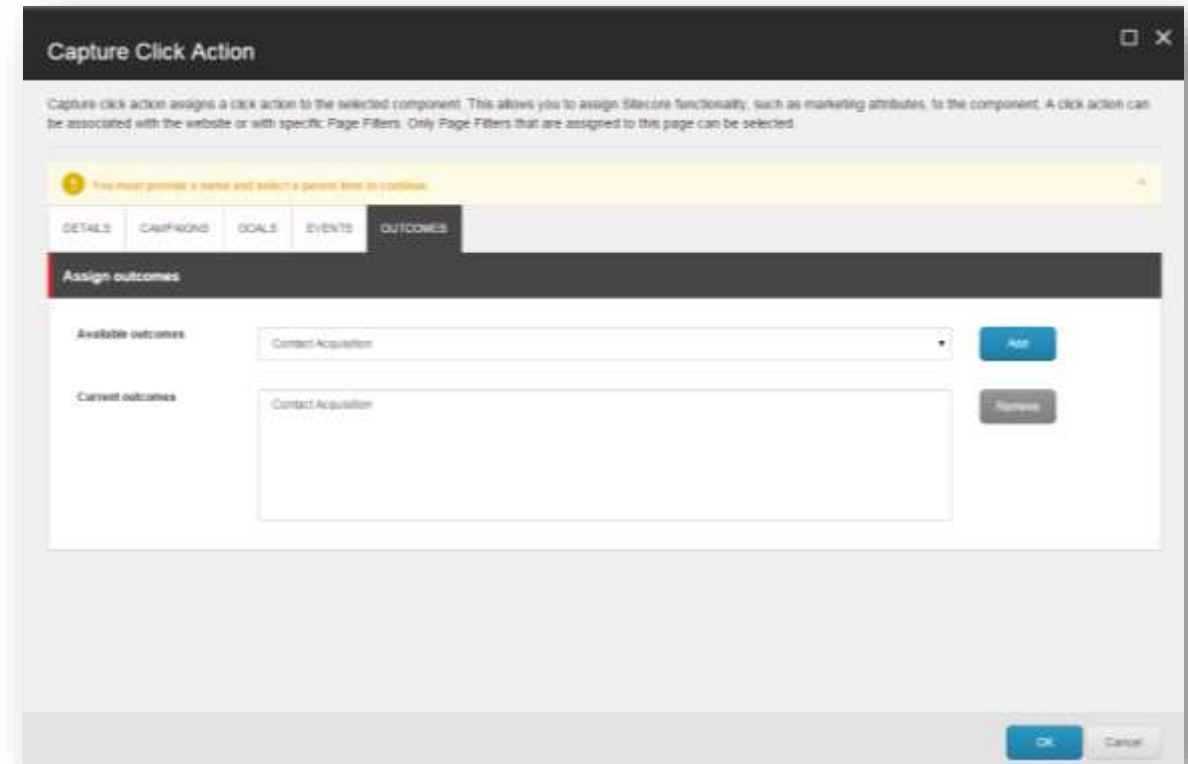 Capture Click Action
Capture click action assigns a click action to the selected component. This allows you to assign Sitecore functionality, such as marketing attributes, to the component. A click action can
be associated with the website or with specific Page Filters. Only Page Filters that are assigned to this page can be selected.
You must provide a name and select a parent item to continue.
DETAILS CAMPAIGNS GOALS EVENTS OUTCOMES
Assign outcomes
Available outcomes Contact Acquisition Add
Current outcomes Contact Acquisition Remove
OK Cancel